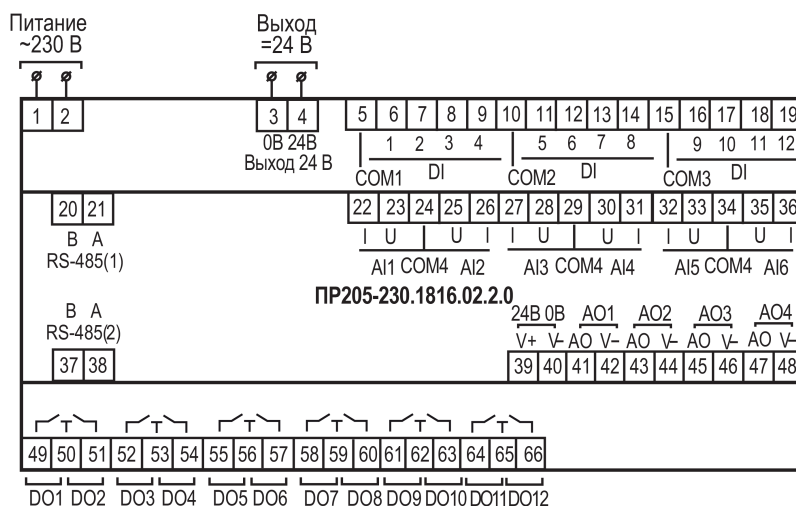 Питание
~230 В
Выход
=24 В
1 2 3 4 5 6 7 8 9 10 11 12 13 14 15 16 17 18 19
0В 24В
Выход 24 В
1 2 3 4 5 6 7 8 9 10 11 12
COM1 DI COM2 DI COM3 DI
20 21 22 23 24 25 26 27 28 29 30 31 32 33 34 35 36
B A I U U I I U U I I U U I
RS-485(1) AI1 COM4 AI2 AI3 COM4 AI4 AI5 COM4 AI6
ПР205-230.1816.02.2.0
B A 24В 0В AO1 AO2 AO3 AO4
RS-485(2) V+ V– AO V– AO V– AO V– AO V–
37 38 39 40 41 42 43 44 45 46 47 48
49 50 51 52 53 54 55 56 57 58 59 60 61 62 63 64 65 66
DO1 DO2 DO3 DO4 DO5 DO6 DO7 DO8 DO9 DO10 DO11 DO12